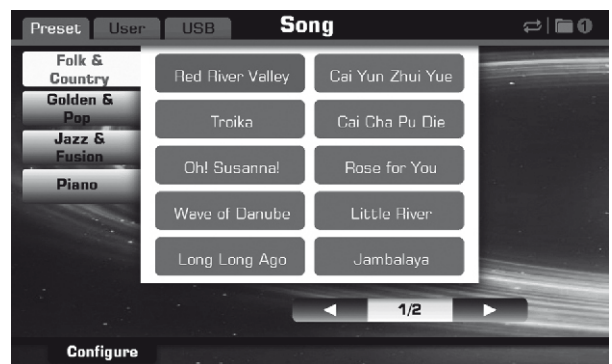 Preset User USB Song 1
Folk &
Country
Golden &
Pop
Jazz &
Fusion
Piano
Red River Valley Cai Yun Zhui Yue
Troika Cai Cha Pu Die
Oh! Susanna! Rose for You
Wave of Danube Little River
Long Long Ago Jambalaya
1/2
Configure